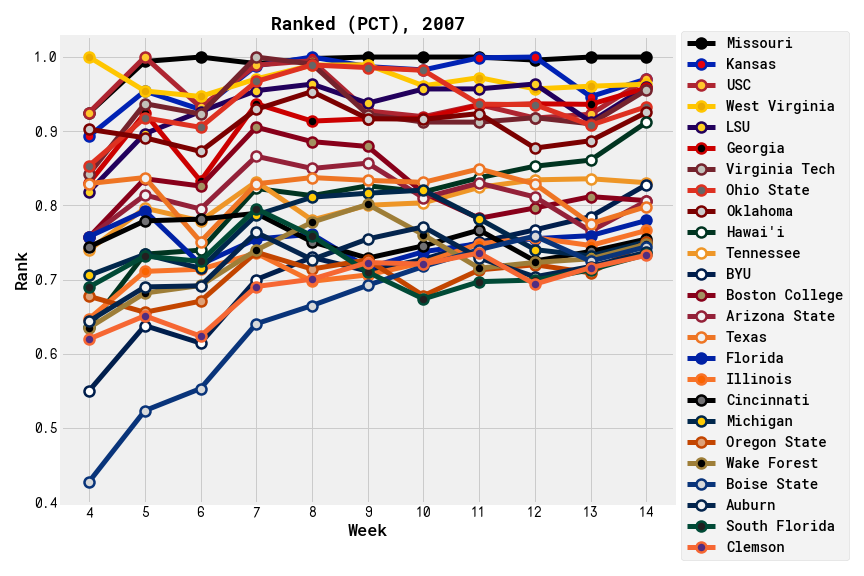 Ranked (PCT), 2007
1.0
0.9
0.8
0.7
0.6
0.5
0.4
Rank
4 5 6 7 8 9 10 11 12 13 14
Week
Missouri
Kansas
USC
West Virginia
LSU
Georgia
Virginia Tech
Ohio State
Oklahoma
Hawai'i
Tennessee
BYU
Boston College
Arizona State
Texas
Florida
Illinois
Cincinnati
Michigan
Oregon State
Wake Forest
Boise State
Auburn
South Florida
Clemson